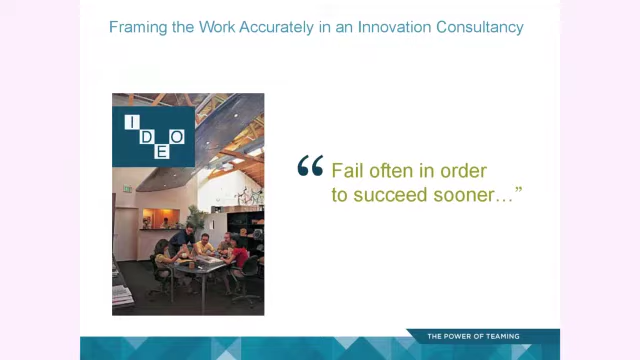 Framing the Work Accurately in an Innovation Consultancy
I
D O
E
“ Fail often in order
to succeed sooner…”
THE POWER OF TEAMING